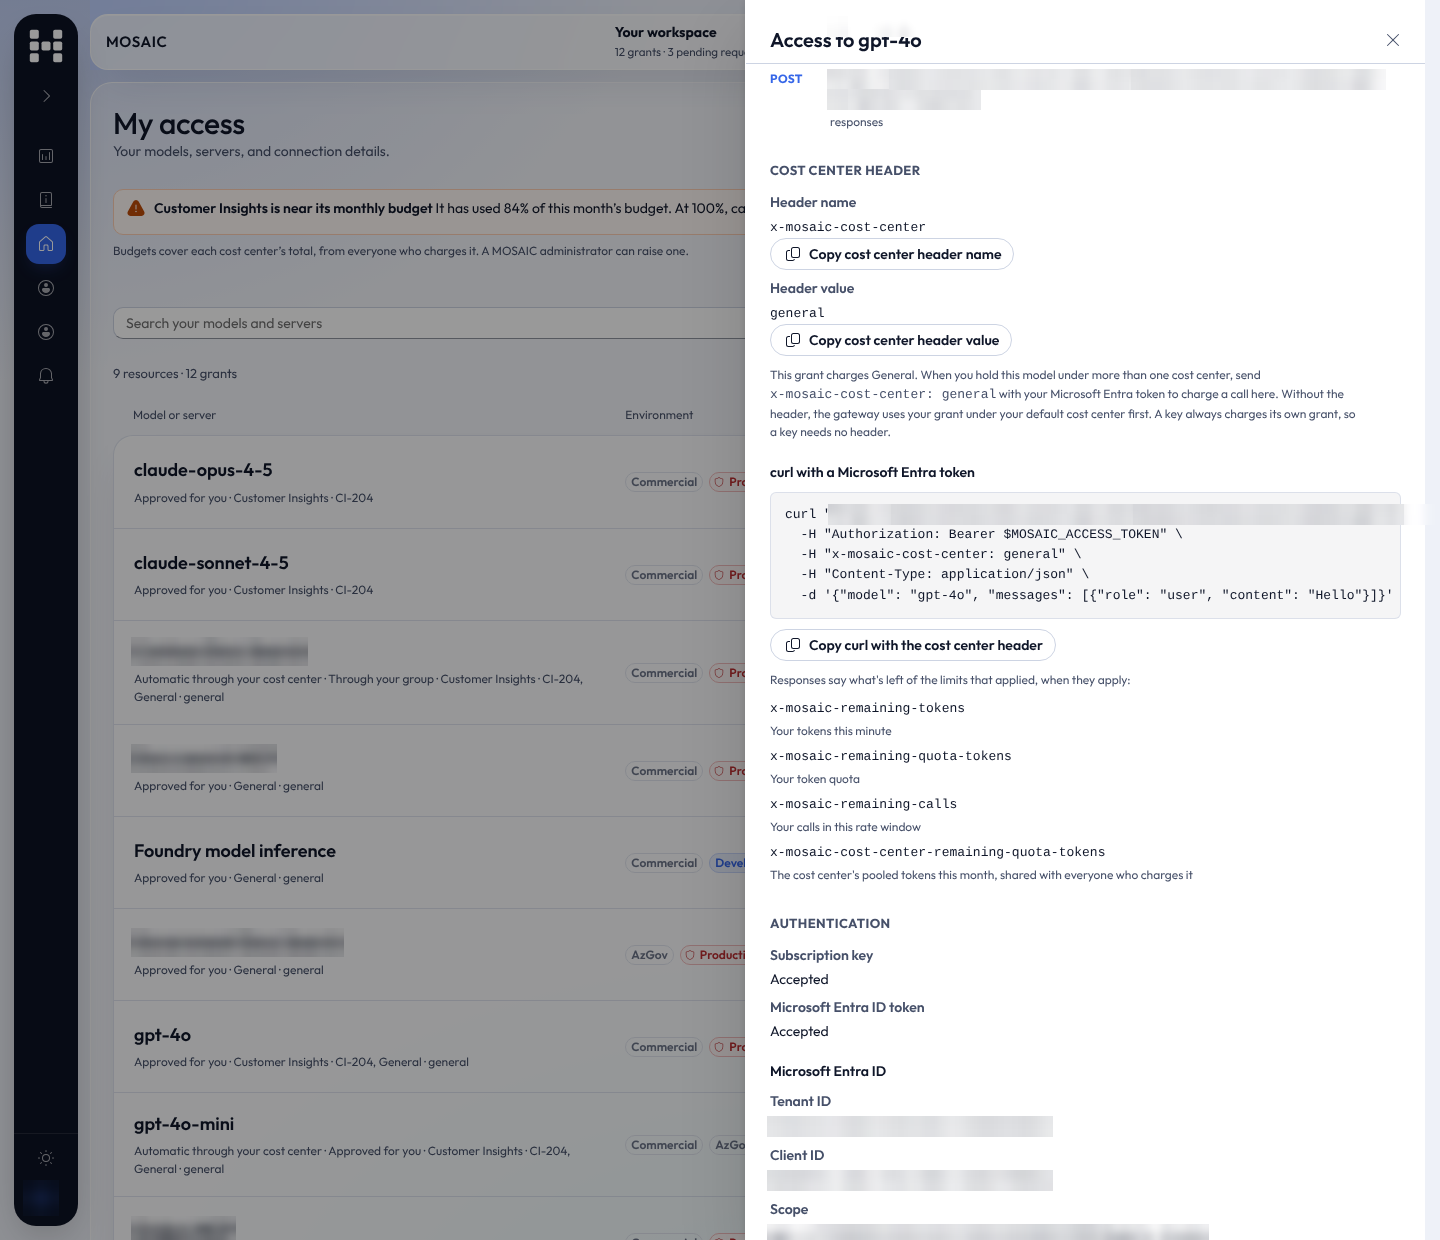 MOSAIC
Your workspace
12 grants · 3 pending
My access
Your models, servers, and connection details.
Customer Insights is near its monthly budget It has used 84% of this month's budget. At 100%,
Budgets cover each cost center's total, from everyone who charges it. A MOSAIC administrator can raise one.
Search your models and servers
9 resources · 12 grants
Model or server
Environment
claude-opus-4-5
Approved for you · Customer Insights · CI-204
Commercial
claude-sonnet-4-5
Approved for you · Customer Insights · CI-204
Commercial
Automatic through your cost center · Through your group · Customer Insights · CI-204,
General · general
Commercial
Approved for you · General · general
Commercial
Foundry model inference
Approved for you · General · general
Commercial
Approved for you · General · general
AzGov
gpt-4o
Approved for you · Customer Insights · CI-204, General · general
Commercial
gpt-4o-mini
Automatic through your cost center · Approved for you · Customer Insights · CI-204,
General · general
Commercial
Access to gpt-4o
POST
responses
COST CENTER HEADER
Header name
x-mosaic-cost-center
Copy cost center header name
Header value
general
Copy cost center header value
This grant charges General. When you hold this model under more than one cost center, send
x-mosaic-cost-center: general with your Microsoft Entra token to charge a call here. Without the
header, the gateway uses your grant under your default cost center first. A key always charges its own grant, so
a key needs no header.
curl with a Microsoft Entra token
curl '
-H "Authorization: Bearer $MOSAIC_ACCESS_TOKEN" \
-H "x-mosaic-cost-center: general" \
-H "Content-Type: application/json" \
-d '{"model": "gpt-4o", "messages": [{"role": "user", "content": "Hello"}]}'
Copy curl with the cost center header
Responses say what's left of the limits that applied, when they apply:
x-mosaic-remaining-tokens
Your tokens this minute
x-mosaic-remaining-quota-tokens
Your token quota
x-mosaic-remaining-calls
Your calls in this rate window
x-mosaic-cost-center-remaining-quota-tokens
The cost center's pooled tokens this month, shared with everyone who charges it
AUTHENTICATION
Subscription key
Accepted
Microsoft Entra ID token
Accepted
Microsoft Entra ID
Tenant ID
Client ID
Scope